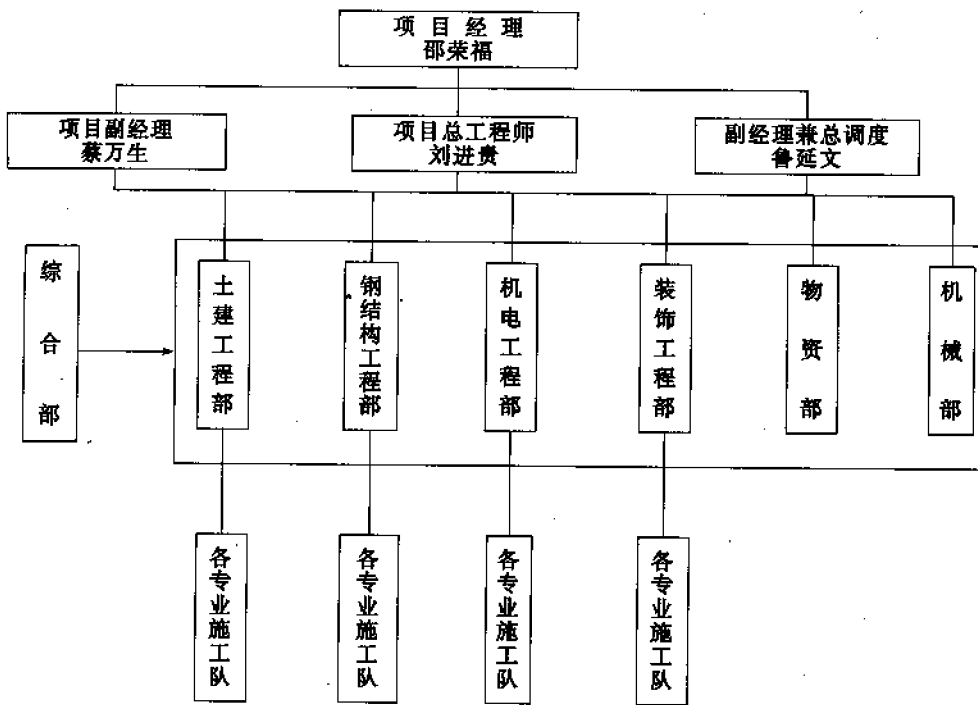 项目经理
邵荣福
项目副经理
蔡万生
项目总工程师
刘进贵
副经理兼总调度
鲁延文
综合部
土建工程部
钢结构工程部
机电工程部
装饰工程部
物资部
机械部
各专业施工队
各专业施工队
各专业施工队
各专业施工队